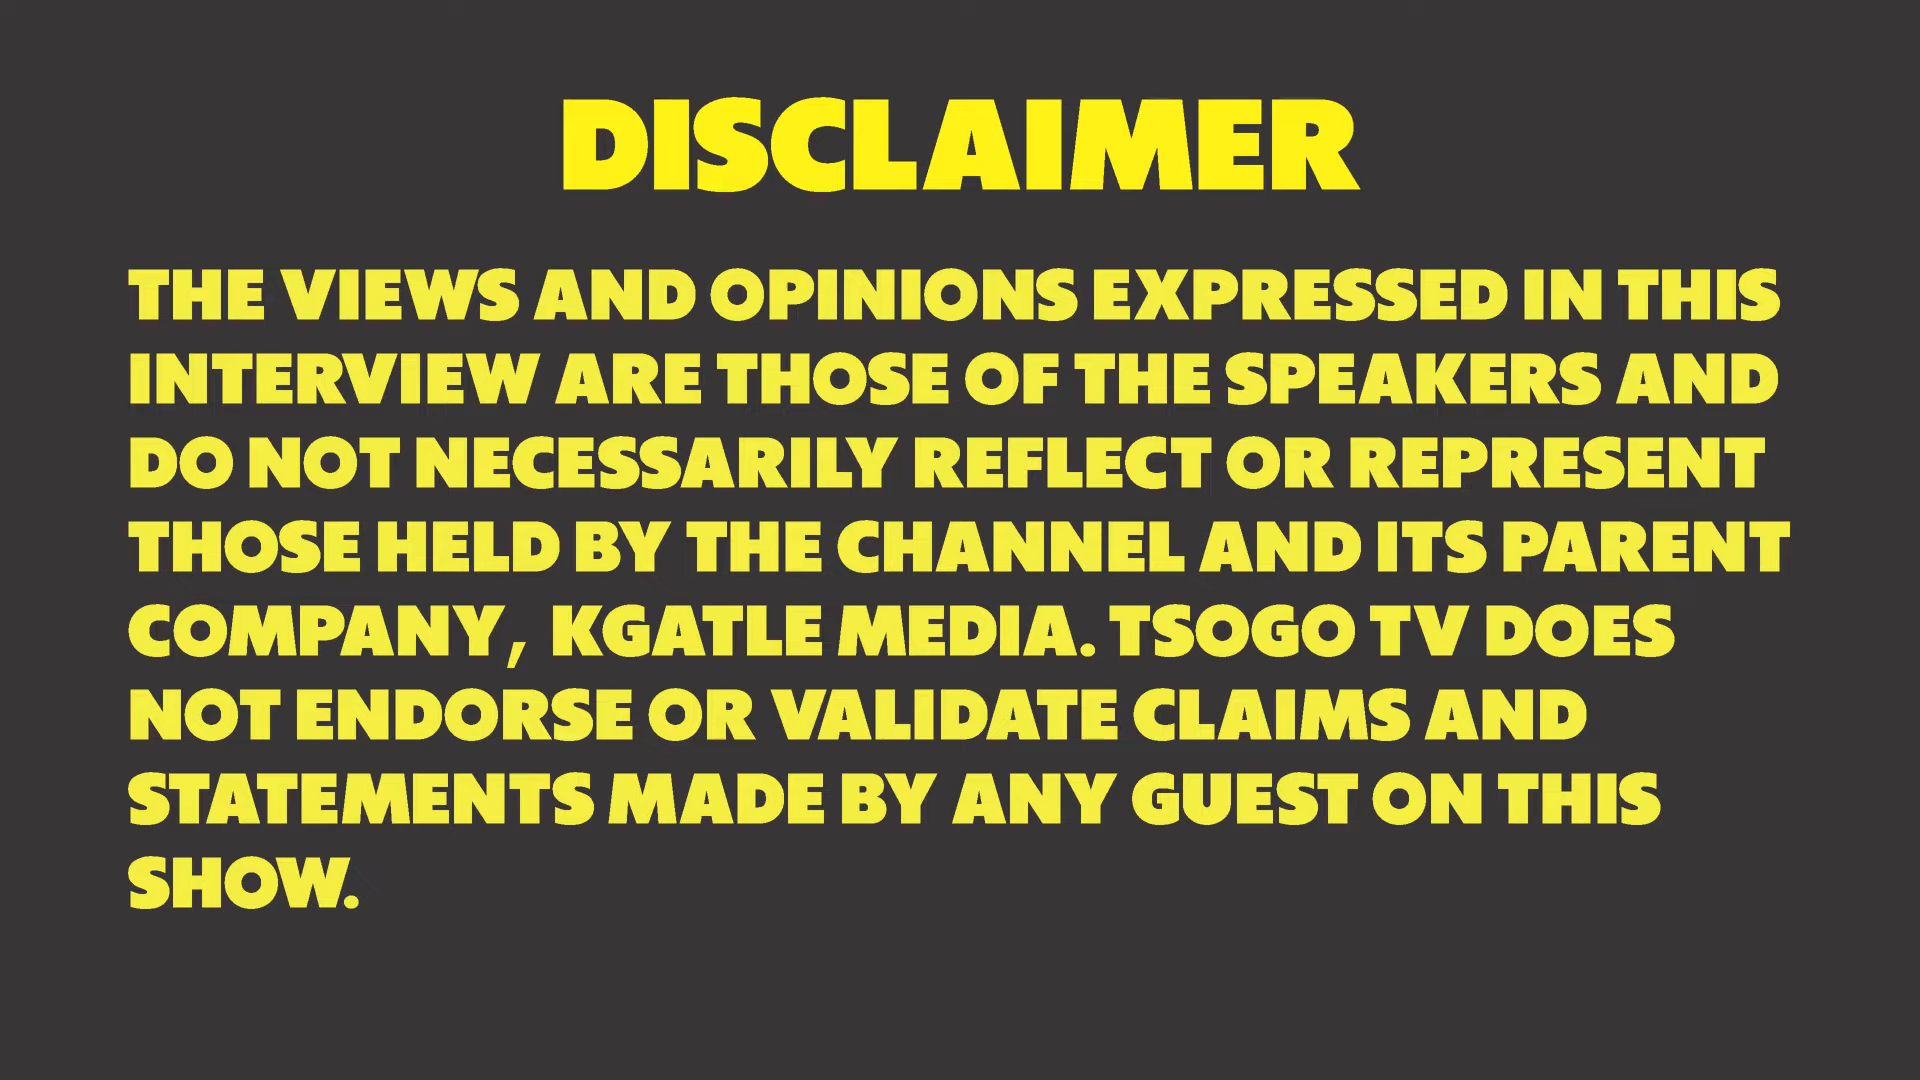 DISCLAIMER
THE VIEWS AND OPINIONS EXPRESSED IN THIS
INTERVIEW ARE THOSE OF THE SPEAKERS AND
DO NOT NECESSARILY REFLECT OR REPRESENT
THOSE HELD BY THE CHANNEL AND ITS PARENT
COMPANY, KGATLE MEDIA. TSOGO TV DOES
NOT ENDORSE OR VALIDATE CLAIMS AND
STATEMENTS MADE BY ANY GUEST ON THIS
SHOW.